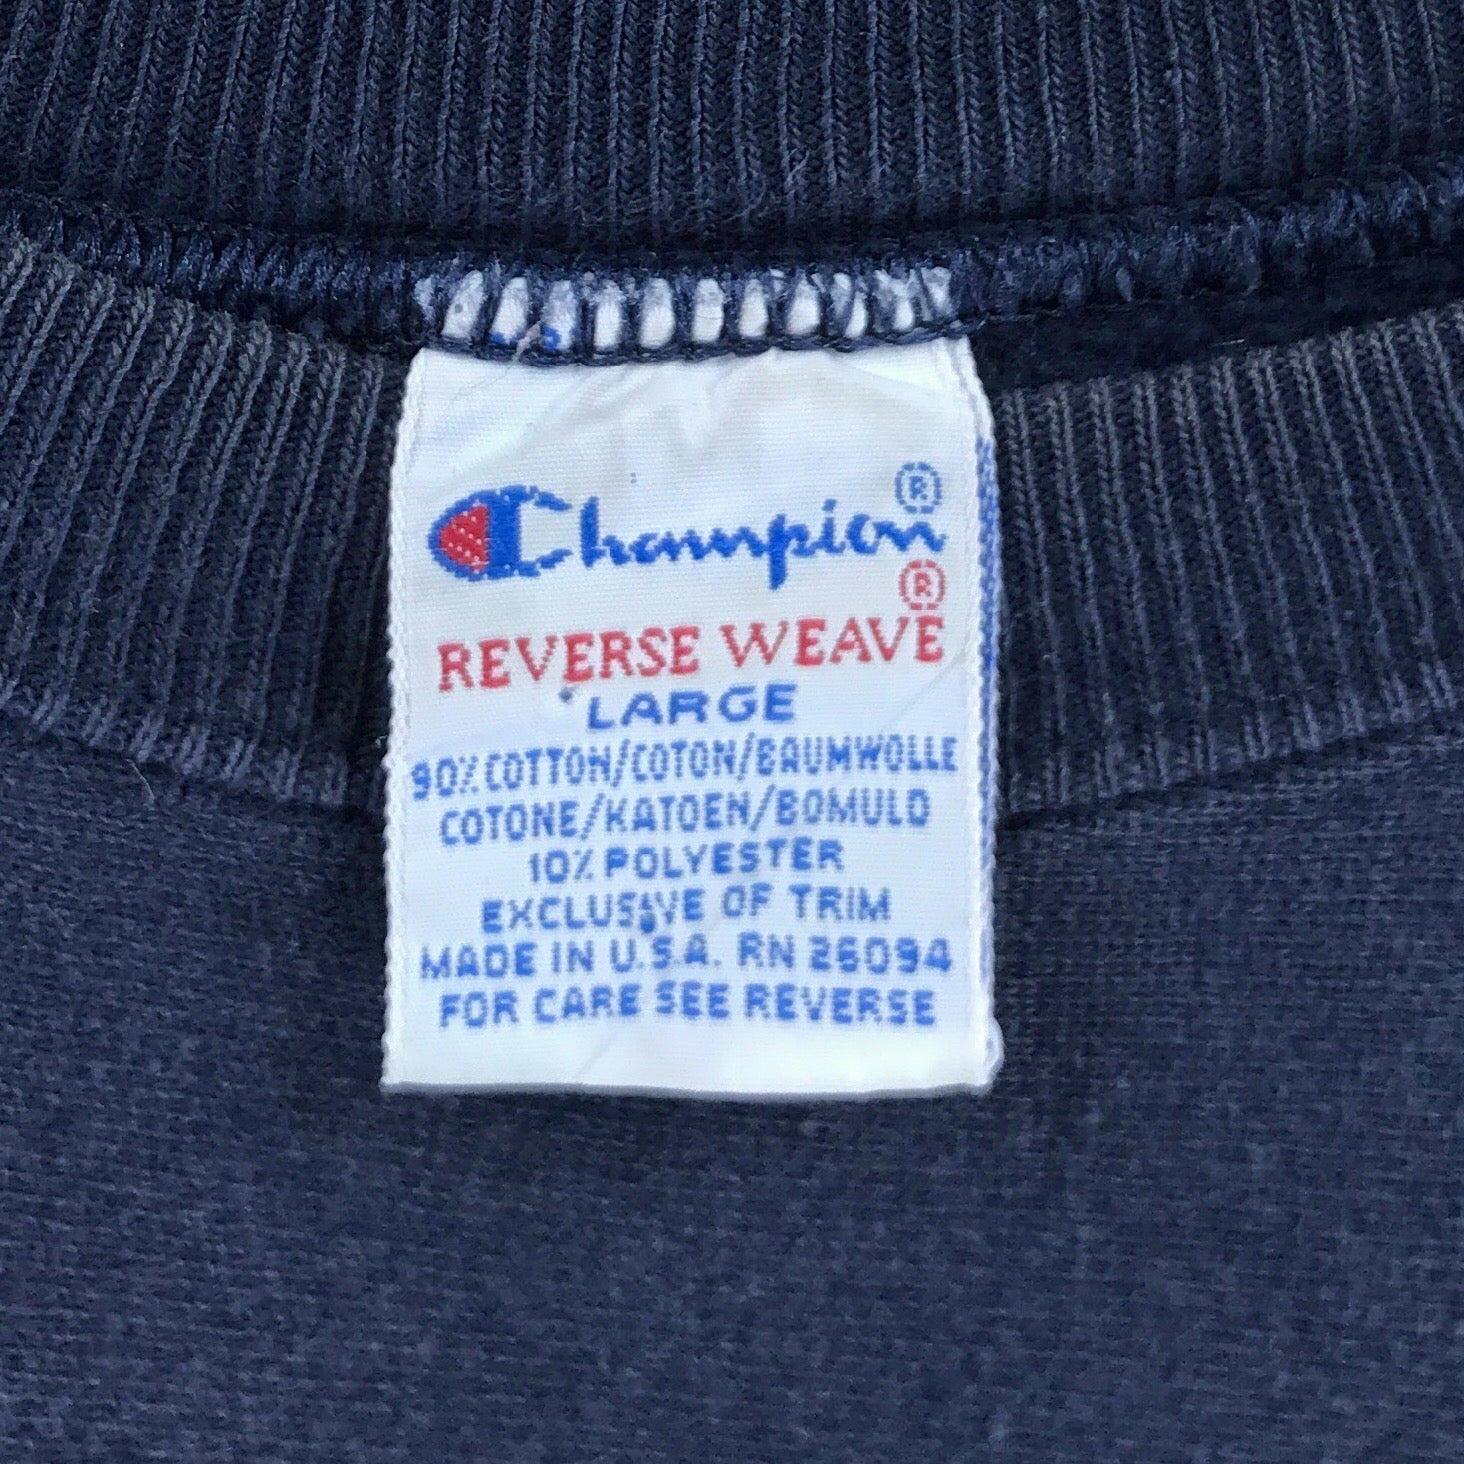 Champion®
REVERSE WEAVE®
LARGE
90% COTTON/COTON/BAUMWOLLE
COTONE/KATOEN/BOMULD
10% POLYESTER
EXCLUSIVE OF TRIM
MADE IN U.S.A. RN 26094
FOR CARE SEE REVERSE